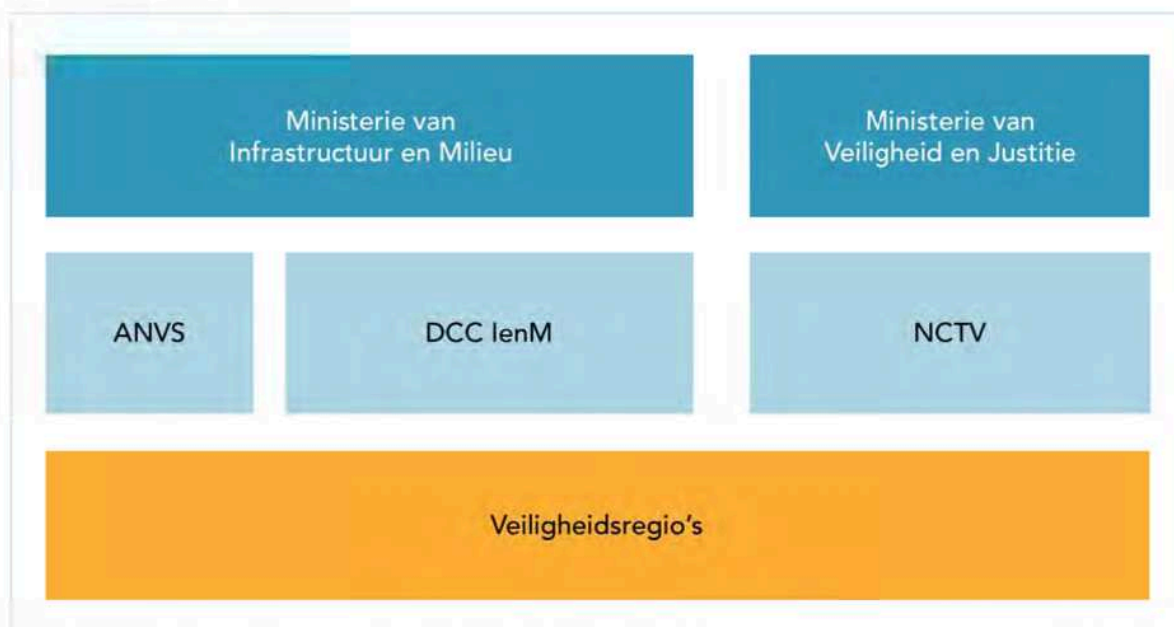 Ministerie van
Infrastructuur en Milieu
Ministerie van
Veiligheid en Justitie
ANVS
DCC IenM
NCTV
Veiligheidsregio's